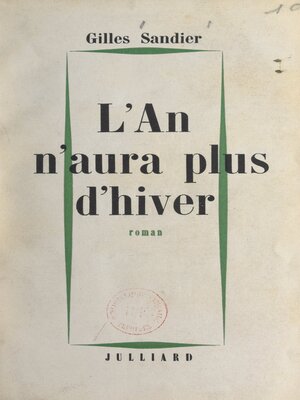 Gilles Sandier
L'An
n'aura plus
d'hiver
roman
JULLIARD